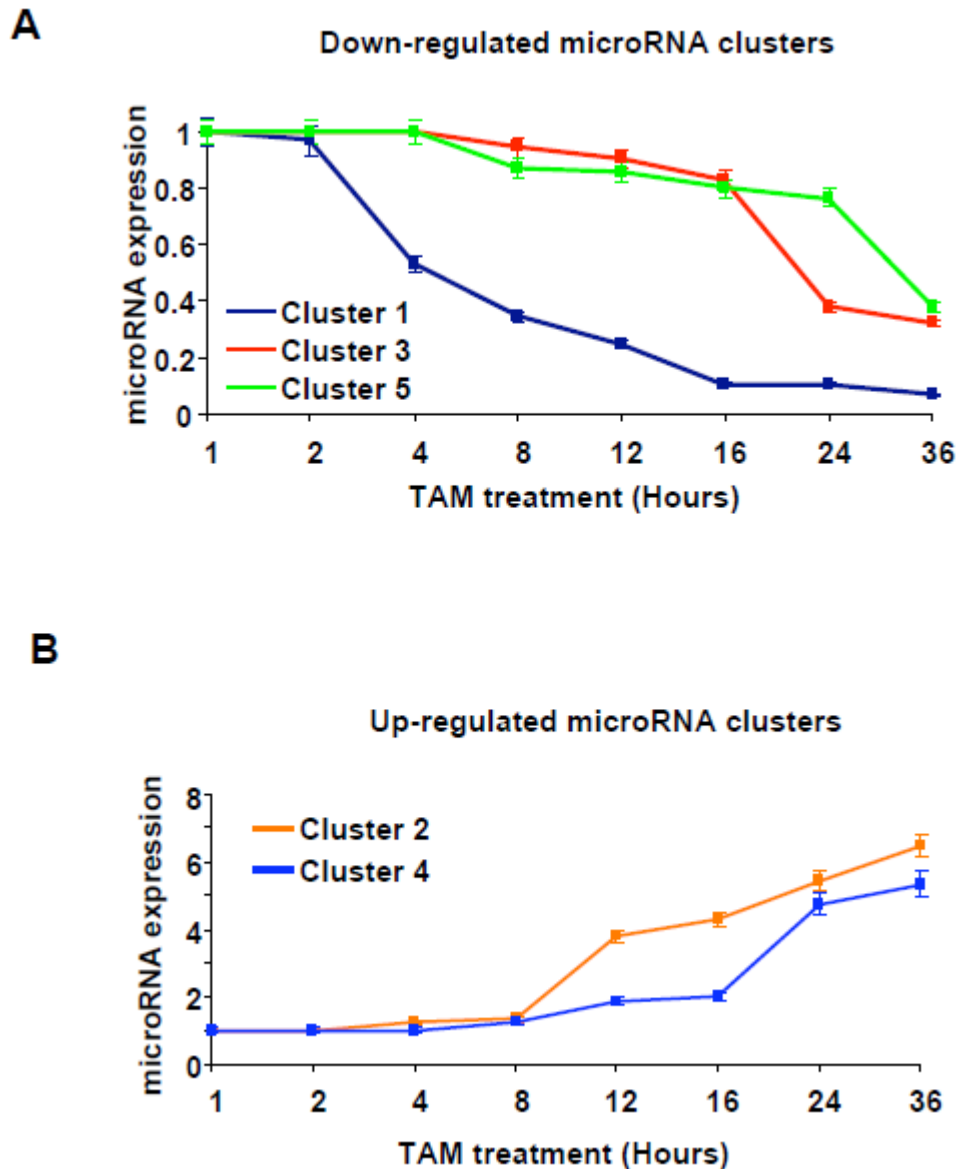 A
Down-regulated microRNA clusters
microRNA expression
1
0.8
0.6
0.4
0.2
0
Cluster 1
Cluster 3
Cluster 5
1 2 4 8 12 16 24 36
TAM treatment (Hours)
B
Up-regulated microRNA clusters
microRNA expression
8
6
4
2
0
Cluster 2
Cluster 4
1 2 4 8 12 16 24 36
TAM treatment (Hours)